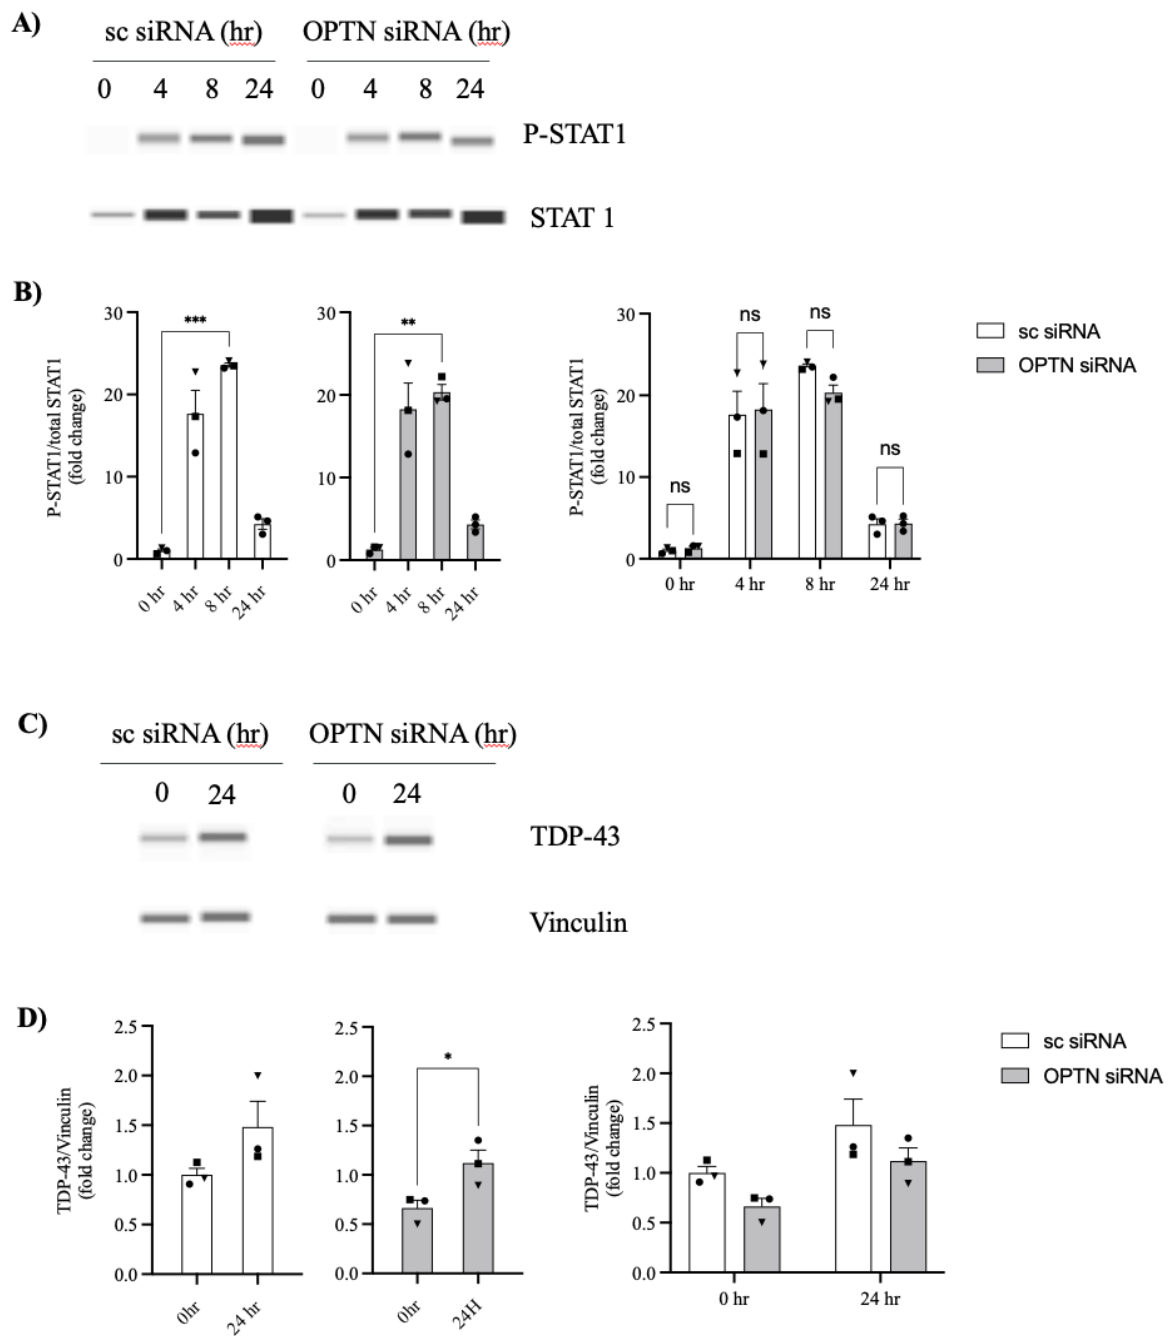 A)
sc siRNA (hr) OPTN siRNA (hr)
0 4 8 24 0 4 8 24
P-STAT1
STAT 1
B)
P-STAT1/total STAT1
(fold change)
30
20
10
0
***
0 hr 4 hr 8 hr 24 hr
30
20
10
0
**
0 hr 4 hr 8 hr 24 hr
P-STAT1/total STAT1
(fold change)
30
20
10
0
ns ns ns ns
0 hr 4 hr 8 hr 24 hr
sc siRNA
OPTN siRNA
C)
sc siRNA (hr) OPTN siRNA (hr)
0 24 0 24
TDP-43
Vinculin
D)
TDP-43/Vinculin
(fold change)
2.5
2.0
1.5
1.0
0.5
0.0
0hr 24 hr
2.5
2.0
1.5
1.0
0.5
0.0
*
0hr 24H
TDP-43/Vinculin
(fold change)
2.5
2.0
1.5
1.0
0.5
0.0
0 hr 24 hr
sc siRNA
OPTN siRNA